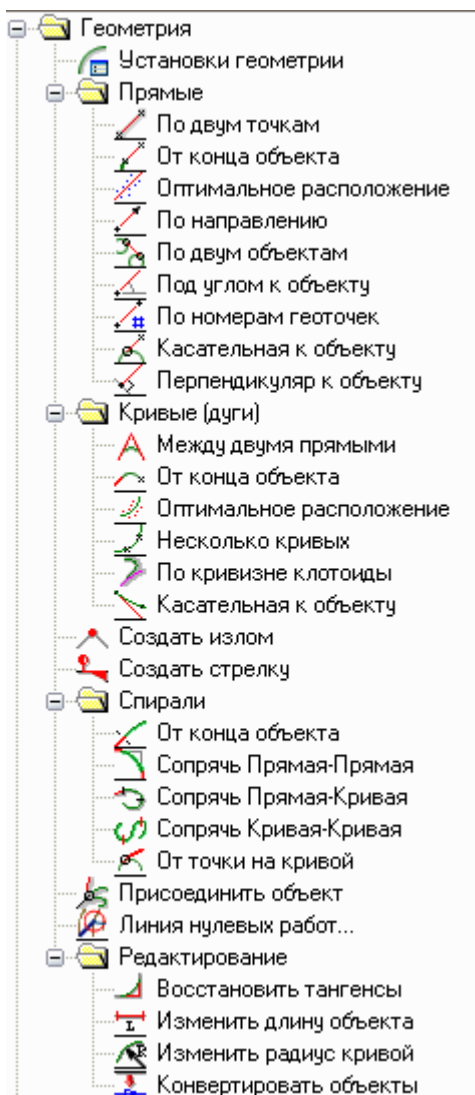 Геометрия
Установки геометрии
Прямые
По двум точкам
От конца объекта
Оптимальное расположение
По направлению
По двум объектам
Под углом к объекту
По номерам геоточек
Касательная к объекту
Перпендикуляр к объекту
Кривые (дуги)
Между двумя прямыми
От конца объекта
Оптимальное расположение
Несколько кривых
По кривизне клотоиды
Касательная к объекту
Создать излом
Создать стрелку
Спирали
От конца объекта
Сопрячь Прямая-Прямая
Сопрячь Прямая-Кривая
Сопрячь Кривая-Кривая
От точки на кривой
Присоединить объект
Линия нулевых работ...
Редактирование
Восстановить тангенсы
Изменить длину объекта
Изменить радиус кривой
Конвертировать объекты